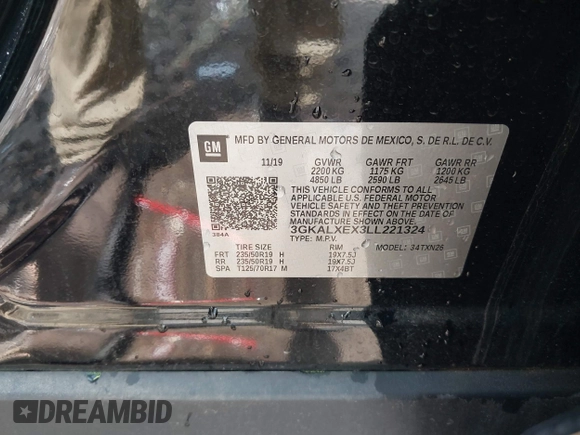 GM
MFD BY GENERAL MOTORS DE MEXICO, S. DE R.L. DE C.V.
11/19 GVWR GAWR FRT GAWR RR
2200 KG 1175 KG 1200 KG
4850 LB 2590 LB 2645 LB
THIS VEHICLE CONFORMS TO ALL
APPLICABLE U.S. FEDERAL MOTOR
VEHICLE SAFETY AND THEFT
PREVENTION STANDARDS IN EFFECT ON
THE DATE OF MANUFACTURE SHOWN ABOVE.
3GKALXEX3LL221324
304A
TYPE: M.P.V. MODEL: 34TXN26
TIRE SIZE RIM
FRT 235/50R19 H 19X7.5J
RR 235/50R19 H 19X7.5J
SPA T125/70R17 M 17X4BT
DREAMBID